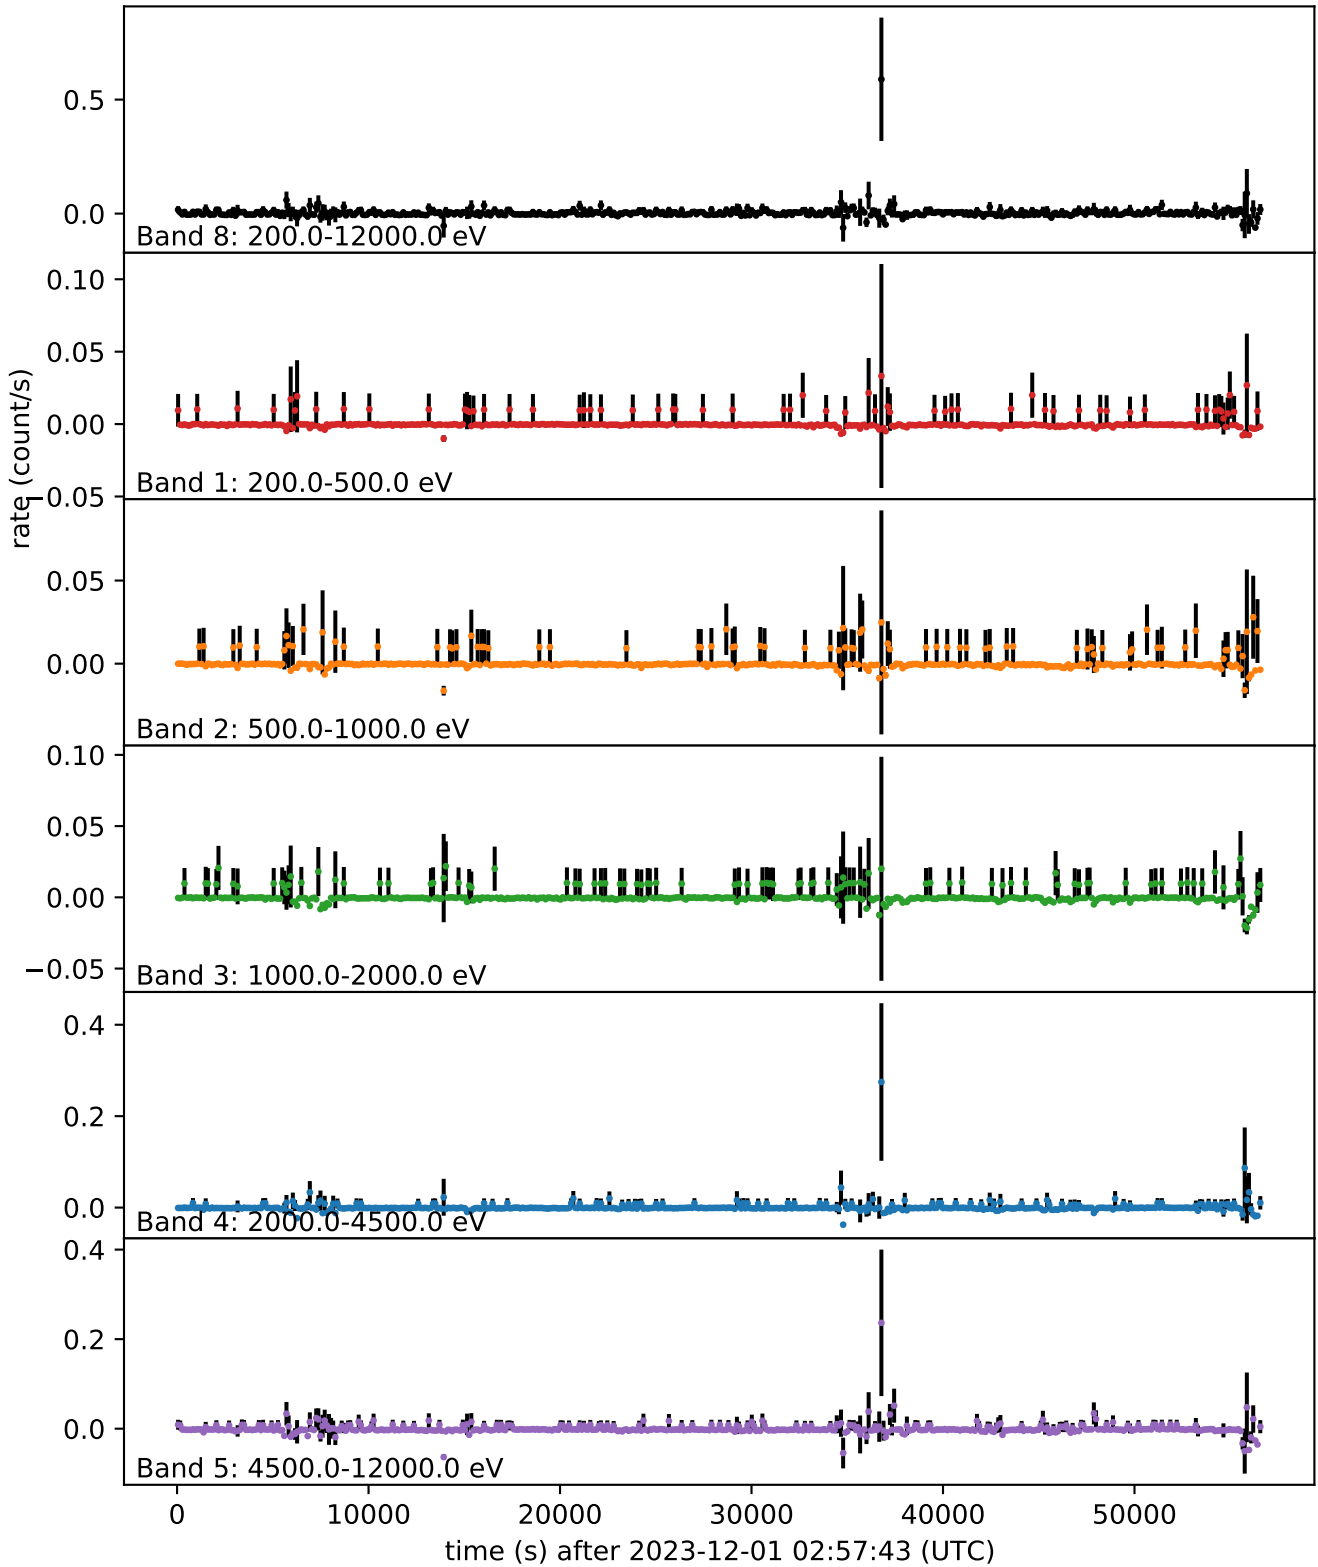 0.5
0.0
Band 8: 200.0-12000.0 eV
0.10
0.05
0.00
−0.05
Band 1: 200.0-500.0 eV
rate (count/s)
0.05
0.00
Band 2: 500.0-1000.0 eV
0.10
0.05
0.00
−0.05
Band 3: 1000.0-2000.0 eV
0.4
0.2
0.0
Band 4: 2000.0-4500.0 eV
0.4
0.2
0.0
Band 5: 4500.0-12000.0 eV
0 10000 20000 30000 40000 50000
time (s) after 2023-12-01 02:57:43 (UTC)